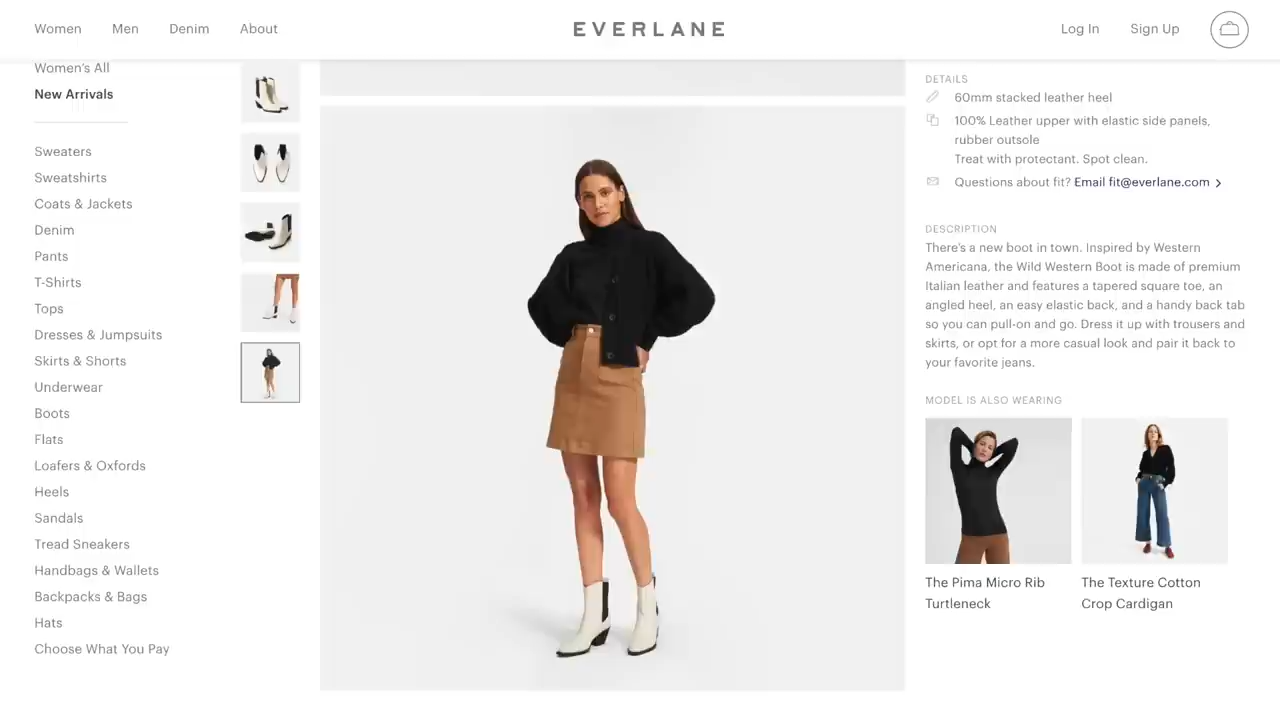 Women Men Denim About
EVERLANE
Log In Sign Up
Women's All
New Arrivals
Sweaters
Sweatshirts
Coats & Jackets
Denim
Pants
T-Shirts
Tops
Dresses & Jumpsuits
Skirts & Shorts
Underwear
Boots
Flats
Loafers & Oxfords
Heels
Sandals
Tread Sneakers
Handbags & Wallets
Backpacks & Bags
Hats
Choose What You Pay
DETAILS
60mm stacked leather heel
100% Leather upper with elastic side panels,
rubber outsole
Treat with protectant. Spot clean.
Questions about fit? Email fit@everlane.com
DESCRIPTION
There's a new boot in town. Inspired by Western
Americana, the Wild Western Boot is made of premium
Italian leather and features a tapered square toe, an
angled heel, an easy elastic back, and a handy back tab
so you can pull-on and go. Dress it up with trousers and
skirts, or opt for a more casual look and pair it back to
your favorite jeans.
MODEL IS ALSO WEARING
The Pima Micro Rib
Turtleneck
The Texture Cotton
Crop Cardigan